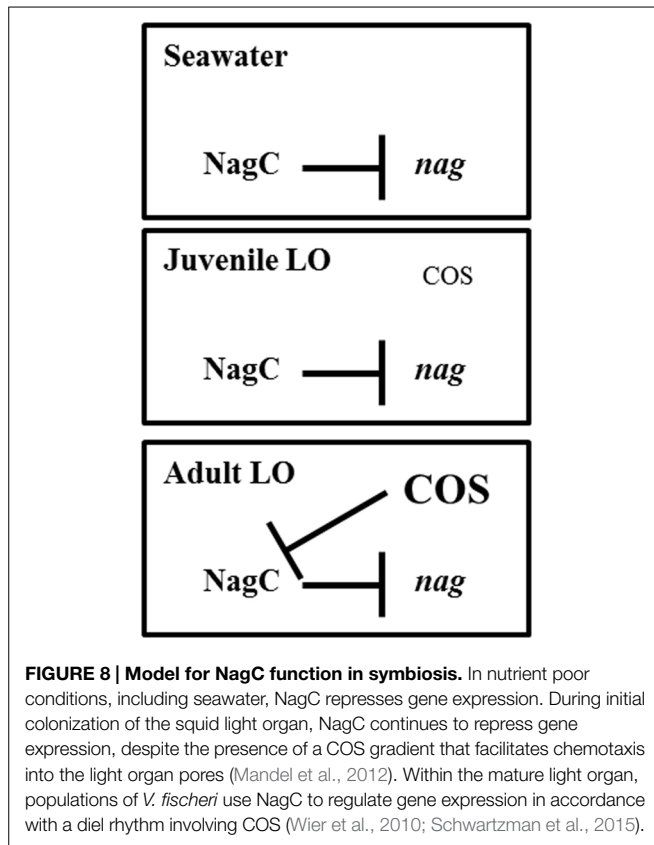 Seawater
NagC nag
Juvenile LO
COS
NagC nag
Adult LO
COS
NagC nag
FIGURE 8 | Model for NagC function in symbiosis. In nutrient poor
conditions, including seawater, NagC represses gene expression. During initial
colonization of the squid light organ, NagC continues to repress gene
expression, despite the presence of a COS gradient that facilitates chemotaxis
into the light organ pores (Mandel et al., 2012). Within the mature light organ,
populations of V. fischeri use NagC to regulate gene expression in accordance
with a diel rhythm involving COS (Wier et al., 2010; Schwartzman et al., 2015).